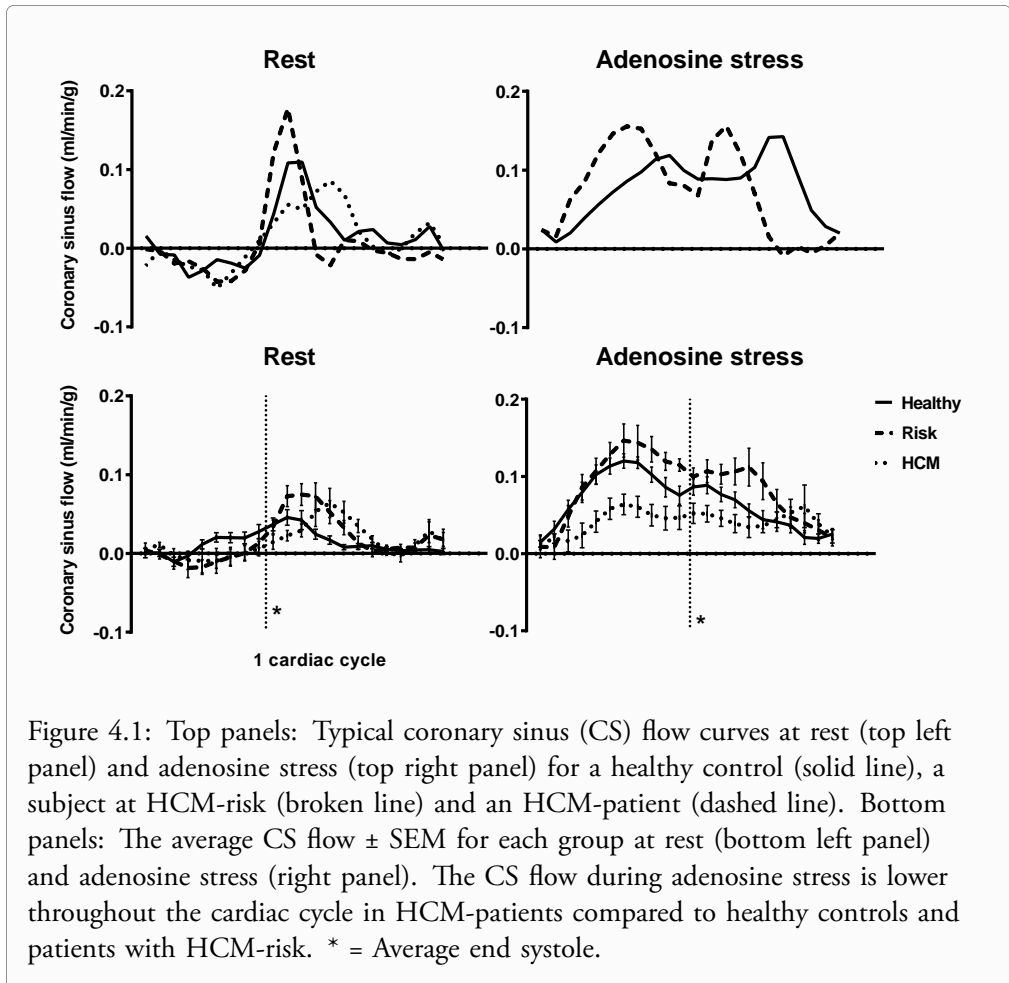 Rest
Adenosine stress
Coronary sinus flow (ml/min/g)
0.2
0.1
0.0
-0.1
0.2
0.1
0.0
-0.1
Rest
Adenosine stress
Coronary sinus flow (ml/min/g)
0.2
0.1
0.0
-0.1
*
1 cardiac cycle
0.2
0.1
0.0
-0.1
*
Healthy
Risk
HCM
Figure 4.1: Top panels: Typical coronary sinus (CS) flow curves at rest (top left
panel) and adenosine stress (top right panel) for a healthy control (solid line), a
subject at HCM-risk (broken line) and an HCM-patient (dashed line). Bottom
panels: The average CS flow ± SEM for each group at rest (bottom left panel)
and adenosine stress (right panel). The CS flow during adenosine stress is lower
throughout the cardiac cycle in HCM-patients compared to healthy controls and
patients with HCM-risk. * = Average end systole.